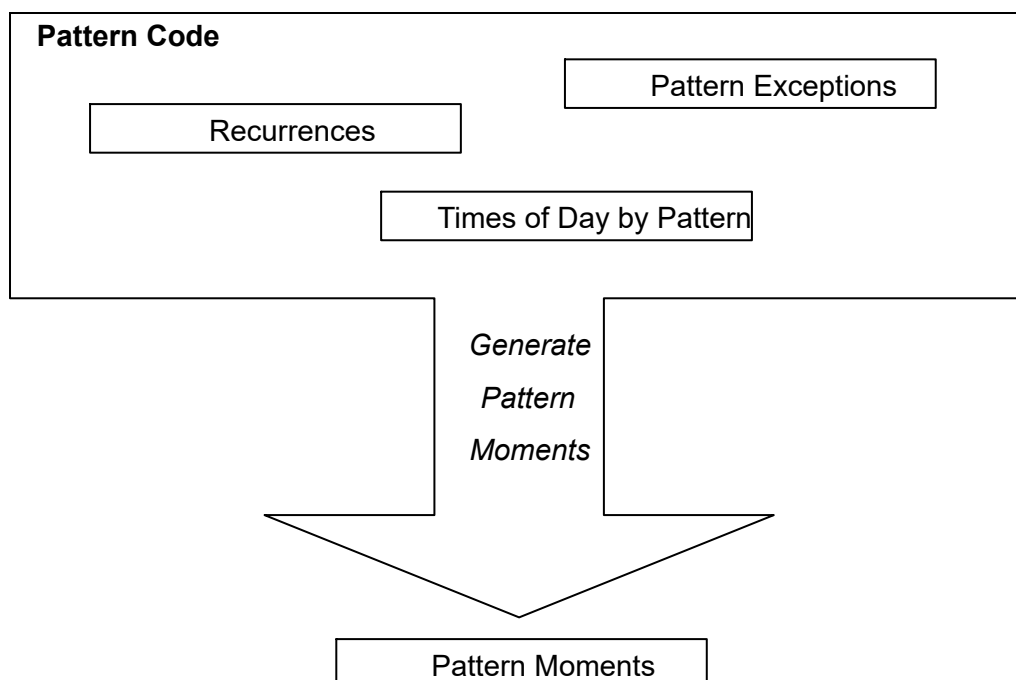 Pattern Code
Pattern Exceptions
Recurrences
Times of Day by Pattern
Generate
Pattern
Moments
Pattern Moments